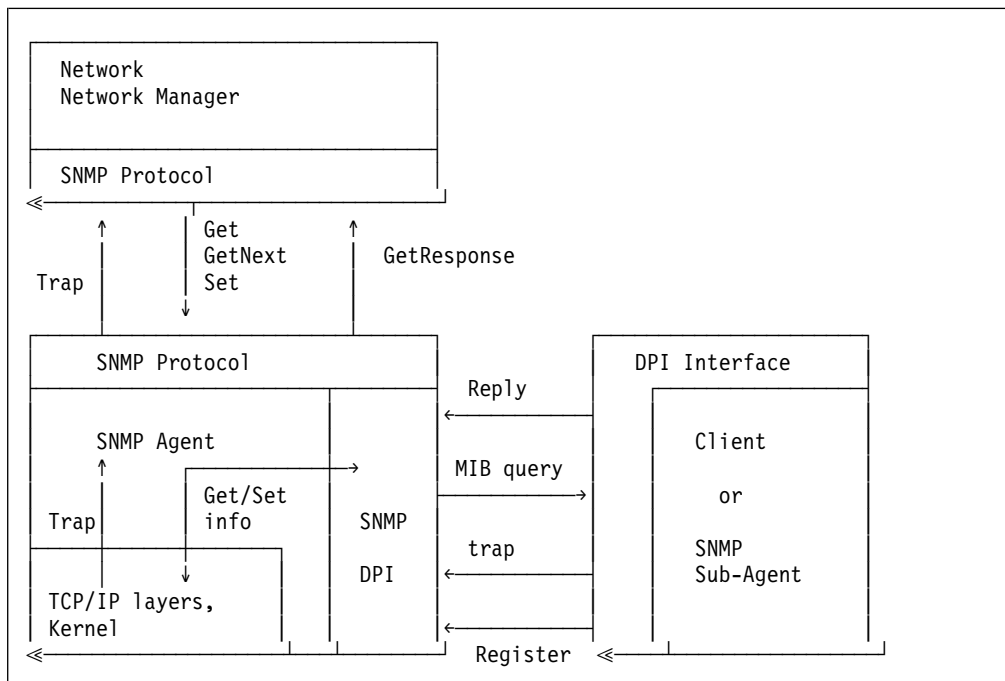 Network
Network Manager
SNMP Protocol
Get
GetNext
GetResponse
Trap
Set
SNMP Protocol
DPI Interface
Reply
SNMP Agent
Client
MIB query
Get/Set
or
Trap
info
SNMP
trap
SNMP
DPI
Sub-Agent
TCP/IP layers,
Kernel
Register